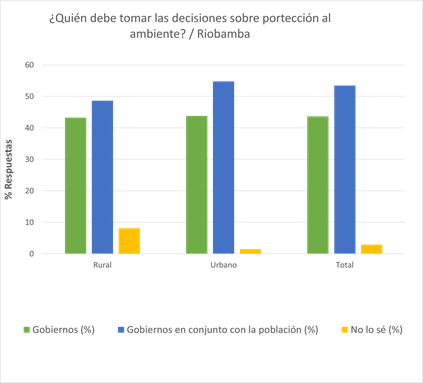 ¿Quién debe tomar las decisiones sobre portección al
ambiente? / Riobamba
% Respuestas
60
50
40
30
20
10
0
Rural Urbano Total
Gobiernos (%) Gobiernos en conjunto con la población (%) No lo sé (%)